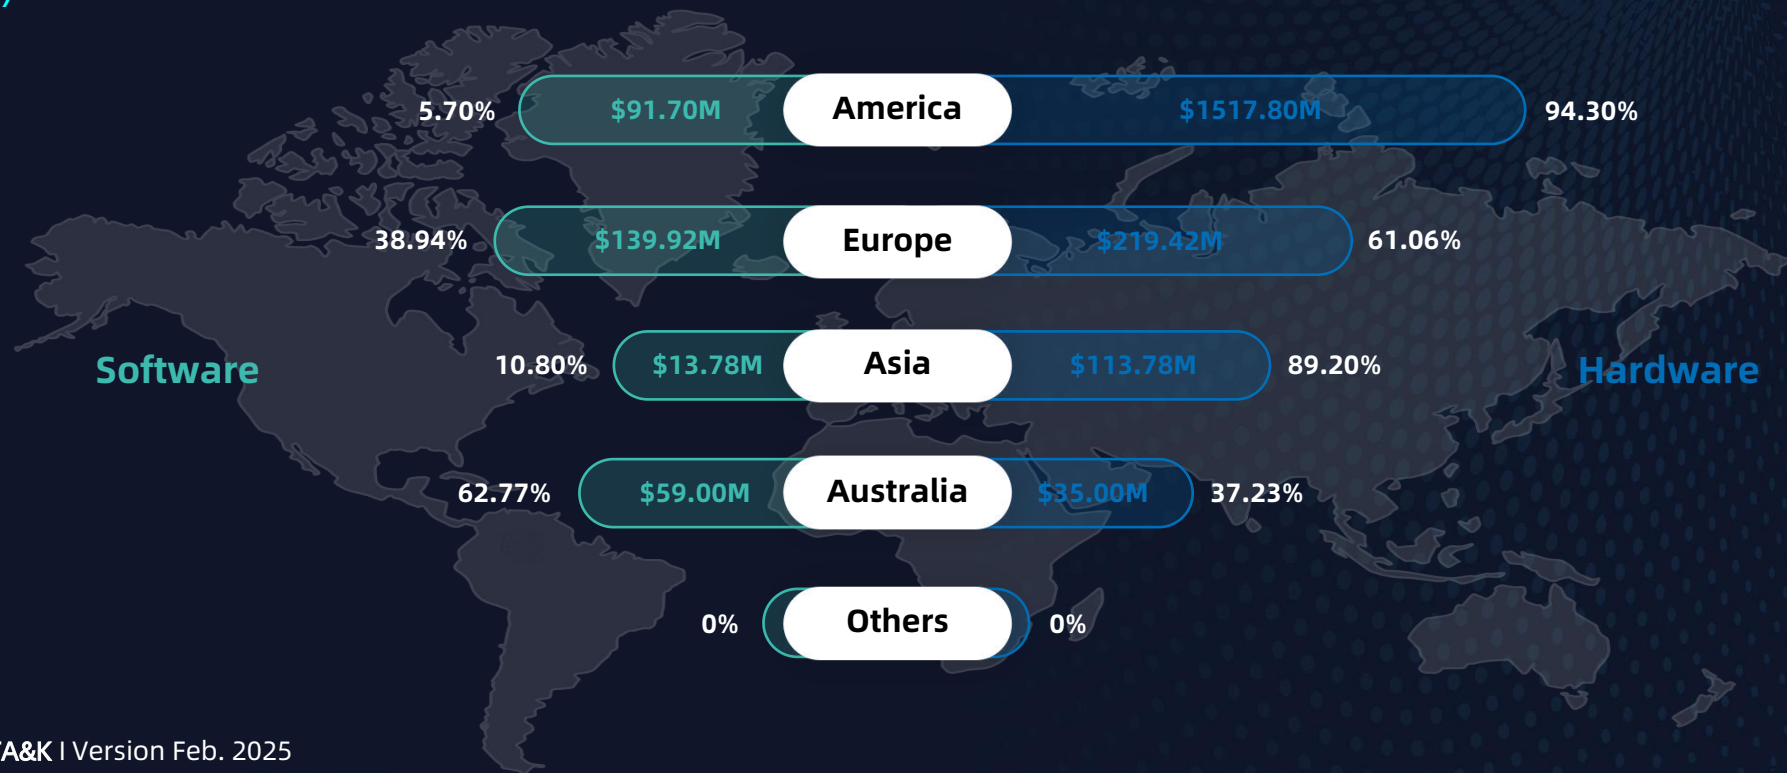 5.70% $91.70M America $1517.80M 94.30%
38.94% $139.92M Europe $219.42M 61.06%
Software
10.80% $13.78M Asia $113.78M 89.20%
Hardware
62.77% $59.00M Australia $35.00M 37.23%
0% Others 0%
A&K I Version Feb. 2025